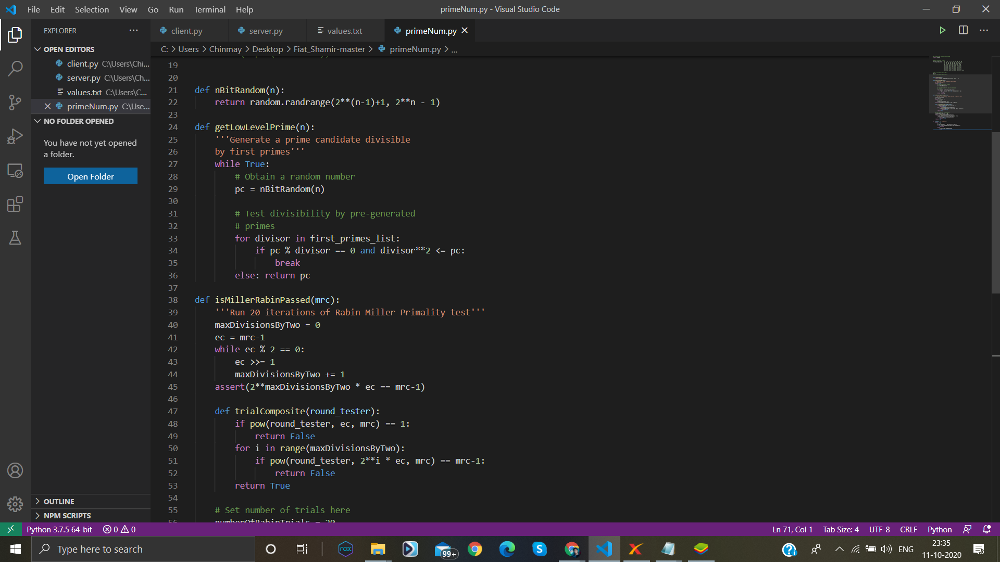 File Edit Selection View Go Run Terminal Help
primeNum.py - Visual Studio Code
EXPLORER
OPEN EDITORS
client.py C:\Users\Chi...
server.py C:\Users\Ch...
values.txt C:\Users\C...
primeNum.py C:\Use...
NO FOLDER OPENED
You have not yet opened
a folder.
Open Folder
OUTLINE
NPM SCRIPTS
client.py server.py values.txt primeNum.py
C: > Users > Chinmay > Desktop > Fiat_Shamir-master > primeNum.py > ...
19
20
21 def nBitRandom(n):
22     return random.randrange(2**(n-1)+1, 2**n - 1)
23
24 def getLowLevelPrime(n):
25     '''Generate a prime candidate divisible
26     by first primes'''
27     while True:
28         # Obtain a random number
29         pc = nBitRandom(n)
30
31         # Test divisibility by pre-generated
32         # primes
33         for divisor in first_primes_list:
34             if pc % divisor == 0 and divisor**2 <= pc:
35                 break
36         else: return pc
37
38 def isMillerRabinPassed(mrc):
39     '''Run 20 iterations of Rabin Miller Primality test'''
40     maxDivisionsByTwo = 0
41     ec = mrc-1
42     while ec % 2 == 0:
43         ec >>= 1
44         maxDivisionsByTwo += 1
45     assert(2**maxDivisionsByTwo * ec == mrc-1)
46
47     def trialComposite(round_tester):
48         if pow(round_tester, ec, mrc) == 1:
49             return False
50         for i in range(maxDivisionsByTwo):
51             if pow(round_tester, 2**i * ec, mrc) == mrc-1:
52                 return False
53         return True
54
55     # Set number of trials here
56     numberOfRabinTrials = 20
Python 3.7.5 64-bit 0 0 Ln 71, Col 1 Tab Size: 4 UTF-8 CRLF Python
Type here to search
99+
ENG
23:35
11-10-2020